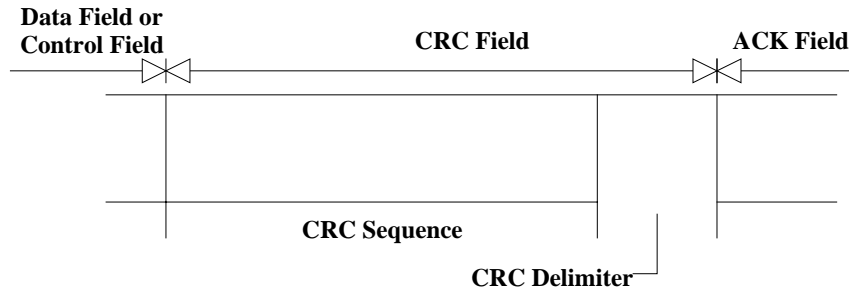 Data Field or
Control Field
CRC Field
ACK Field
CRC Sequence
CRC Delimiter